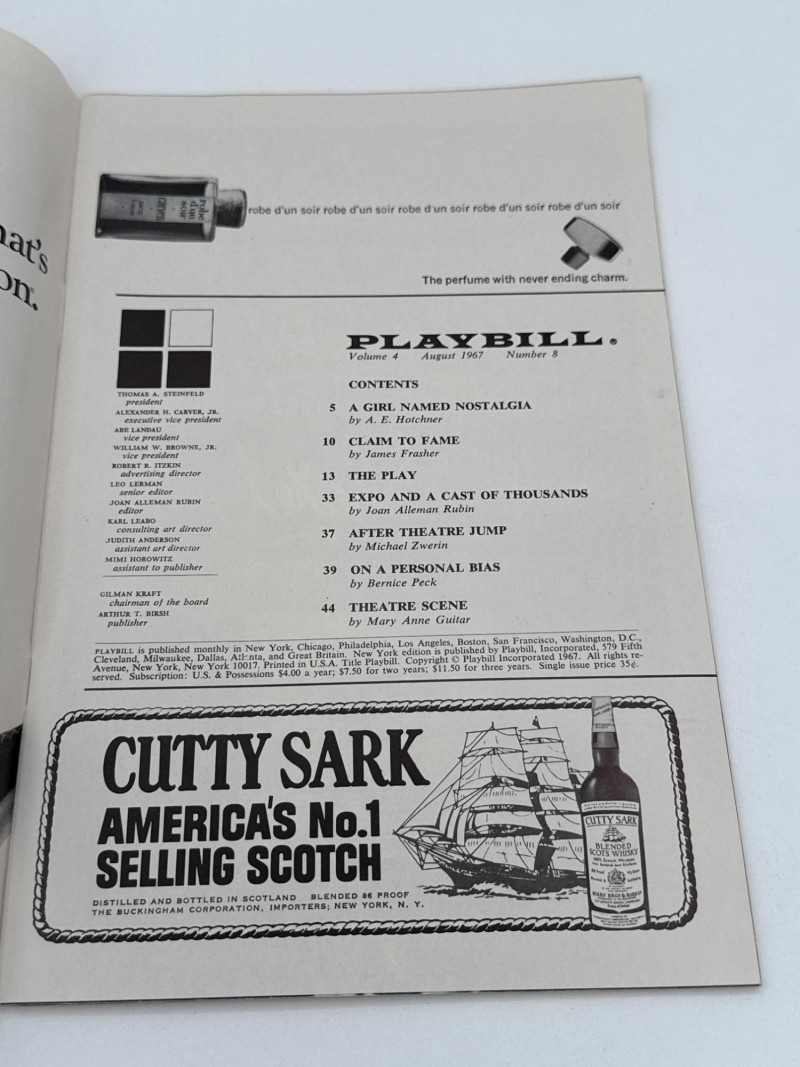 hat's
on.
robe
d'un
soir
CARVEN
robe d'un soir robe d'un soir robe d'un soir robe d'un soir robe d'un soir
The perfume with never ending charm.
PLAYBILL®
Volume 4 August 1967 Number 8
THOMAS A. STEINFELD
president
ALEXANDER H. CARVER, JR.
executive vice president
ABE LANDAU
vice president
WILLIAM W. BROWNE, JR.
vice president
ROBERT R. ITZKIN
advertising director
LEO LERMAN
senior editor
JOAN ALLEMAN RUBIN
editor
KARL LEABO
consulting art director
JUDITH ANDERSON
assistant art director
MIMI HOROWITZ
assistant to publisher
GILMAN KRAFT
chairman of the board
ARTHUR T. BIRSH
publisher
CONTENTS
5 A GIRL NAMED NOSTALGIA
by A. E. Hotchner
10 CLAIM TO FAME
by James Frasher
13 THE PLAY
33 EXPO AND A CAST OF THOUSANDS
by Joan Alleman Rubin
37 AFTER THEATRE JUMP
by Michael Zwerin
39 ON A PERSONAL BIAS
by Bernice Peck
44 THEATRE SCENE
by Mary Anne Guitar
PLAYBILL is published monthly in New York, Chicago, Philadelphia, Los Angeles, Boston, San Francisco, Washington, D.C.,
Cleveland, Milwaukee, Dallas, Atlanta, and Great Britain. New York edition is published by Playbill, Incorporated, 579 Fifth
Avenue, New York, New York 10017. Printed in U.S.A. Title Playbill. Copyright © Playbill Incorporated 1967. All rights re-
served. Subscription: U.S. & Possessions $4.00 a year; $7.50 for two years; $11.50 for three years. Single issue price 35¢.
CUTTY SARK
AMERICA'S No.1
SELLING SCOTCH
DISTILLED AND BOTTLED IN SCOTLAND BLENDED 86 PROOF
THE BUCKINGHAM CORPORATION, IMPORTERS; NEW YORK, N. Y.
CUTTY SARK
BLENDED
SCOTS WHISKY
BERRY BROS & RUDD